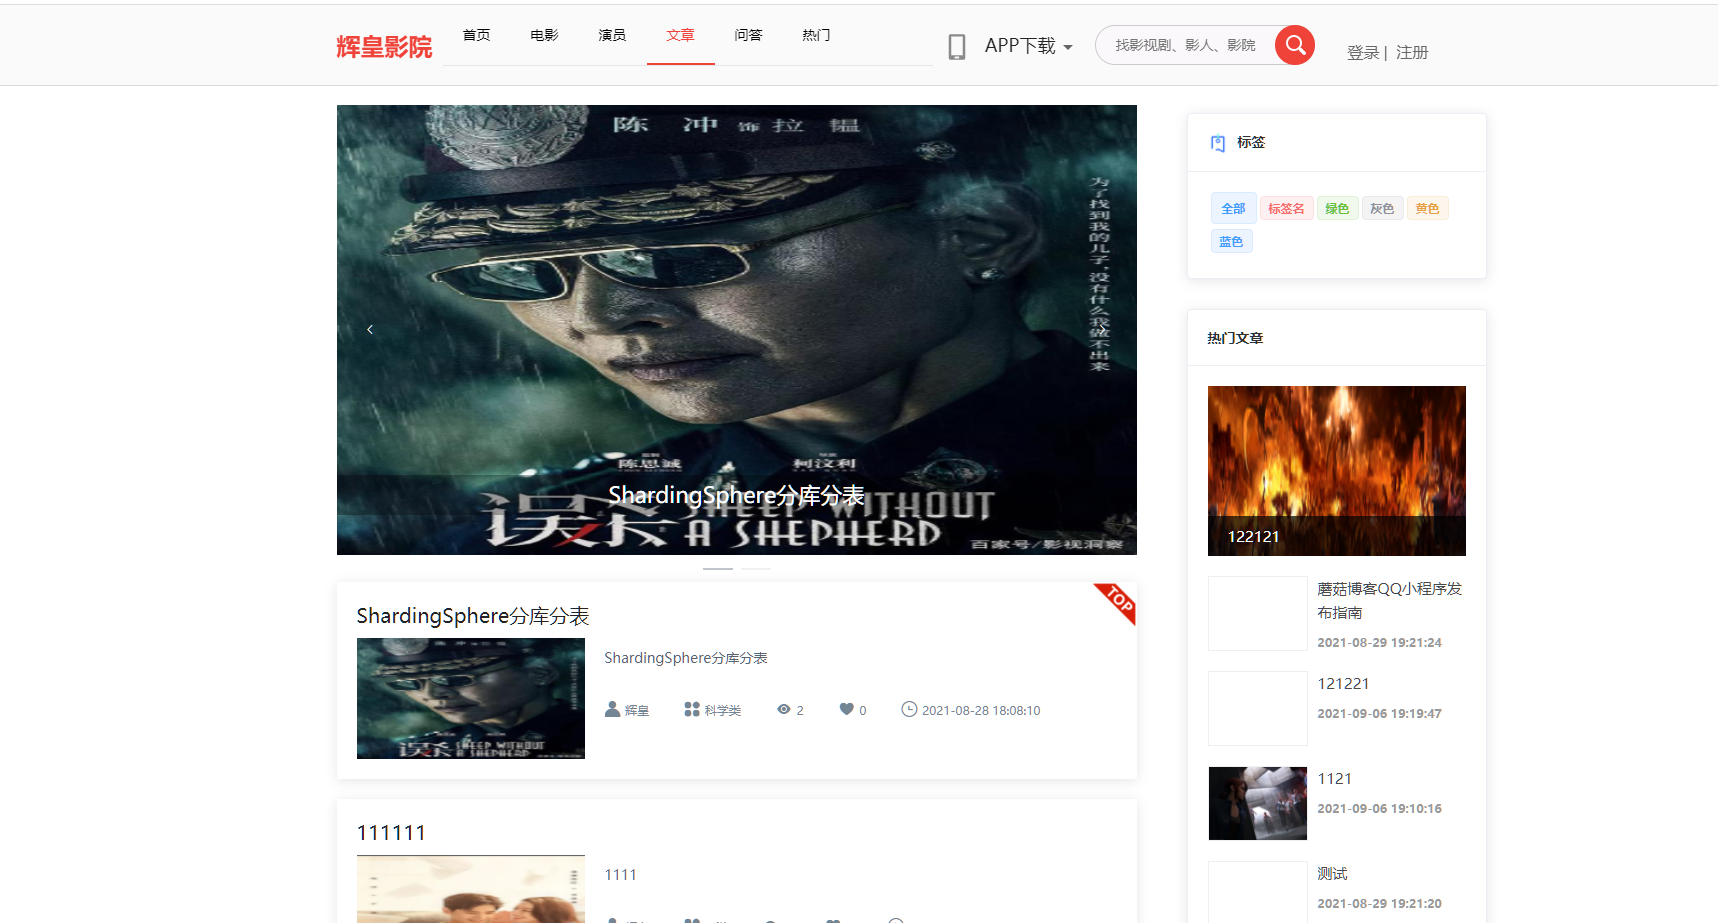 辉皇影院
首页 电影 演员 文章 问答 热门
APP下载
找影视剧、影人、影院
登录 | 注册
陈 冲 饰 拉 韫
为了找到我的儿子,没有什么我做不出来
陈思诚 柯汶利
ShardingSphere分库分表
误杀 SHEEP WITHOUT
A SHEPHERD
百家号/影视洞察
标签
全部 标签名 绿色 灰色 黄色
蓝色
热门文章
122121
蘑菇博客QQ小程序发
布指南
2021-08-29 19:21:24
121221
2021-09-06 19:19:47
1121
2021-09-06 19:10:16
测试
2021-08-29 19:21:20
TOP
ShardingSphere分库分表
ShardingSphere分库分表
误杀 SHEEP WITHOUT
A SHEPHERD
辉皇 科学类 2 0 2021-08-28 18:08:10
111111
1111